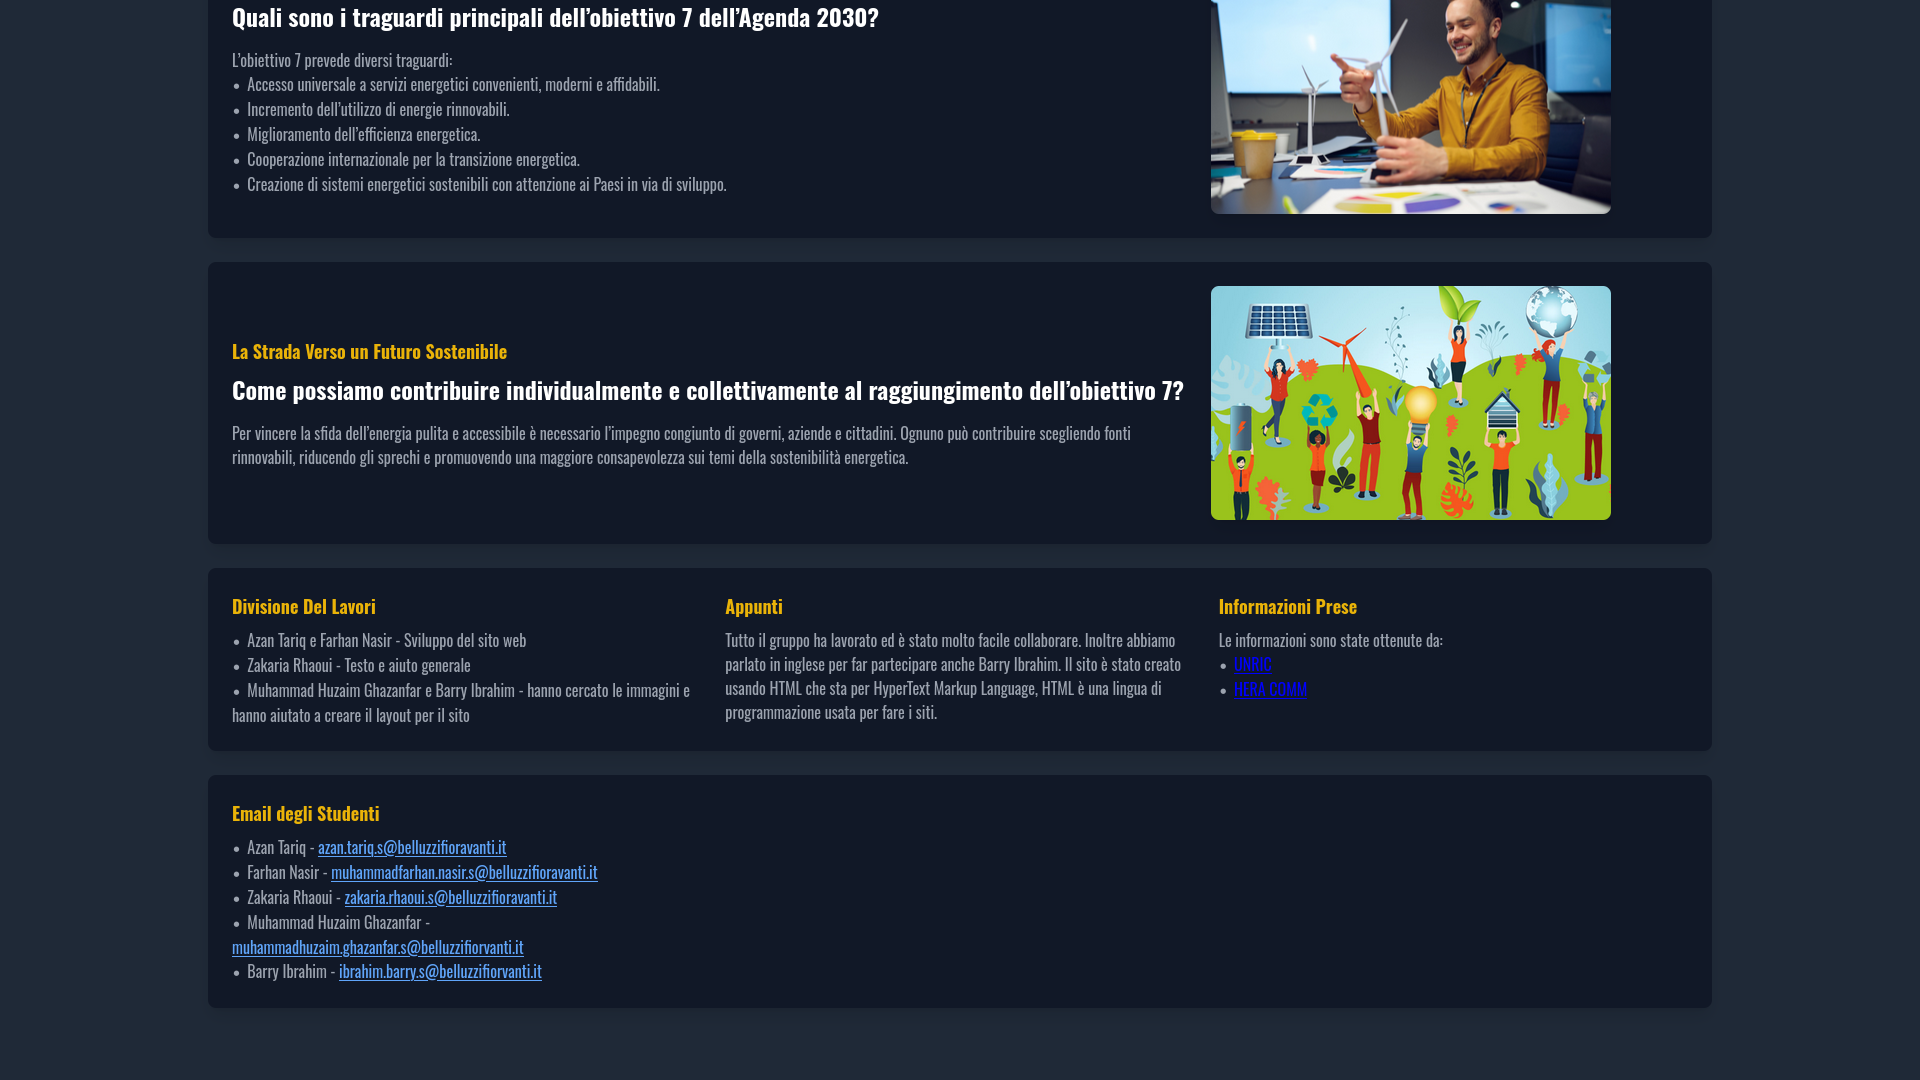 Quali sono i traguardi principali dell’obiettivo 7 dell’Agenda 2030?
L’obiettivo 7 prevede diversi traguardi:
• Accesso universale a servizi energetici convenienti, moderni e affidabili.
• Incremento dell’utilizzo di energie rinnovabili.
• Miglioramento dell’efficienza energetica.
• Cooperazione internazionale per la transizione energetica.
• Creazione di sistemi energetici sostenibili con attenzione ai Paesi in via di sviluppo.
La Strada Verso un Futuro Sostenibile
Come possiamo contribuire individualmente e collettivamente al raggiungimento dell’obiettivo 7?
Per vincere la sfida dell’energia pulita e accessibile è necessario l’impegno congiunto di governi, aziende e cittadini. Ognuno può contribuire scegliendo fonti
rinnovabili, riducendo gli sprechi e promuovendo una maggiore consapevolezza sui temi della sostenibilità energetica.
Divisione Del Lavori
• Azan Tariq e Farhan Nasir - Sviluppo del sito web
• Zakaria Rhaoui - Testo e aiuto generale
• Muhammad Huzaim Ghazanfar e Barry Ibrahim - hanno cercato le immagini e
hanno aiutato a creare il layout per il sito
Appunti
Tutto il gruppo ha lavorato ed è stato molto facile collaborare. Inoltre abbiamo
parlato in inglese per far partecipare anche Barry Ibrahim. Il sito è stato creato
usando HTML che sta per HyperText Markup Language, HTML è una lingua di
programmazione usata per fare i siti.
Informazioni Prese
Le informazioni sono state ottenute da:
• UNRIC
• HERA COMM
Email degli Studenti
• Azan Tariq - azan.tariq.s@belluzzifioravanti.it
• Farhan Nasir - muhammadfarhan.nasir.s@belluzzifioravanti.it
• Zakaria Rhaoui - zakaria.rhaoui.s@belluzzifioravanti.it
• Muhammad Huzaim Ghazanfar -
muhammadhuzaim.ghazanfar.s@belluzzifiorvanti.it
• Barry Ibrahim - ibrahim.barry.s@belluzzifiorvanti.it